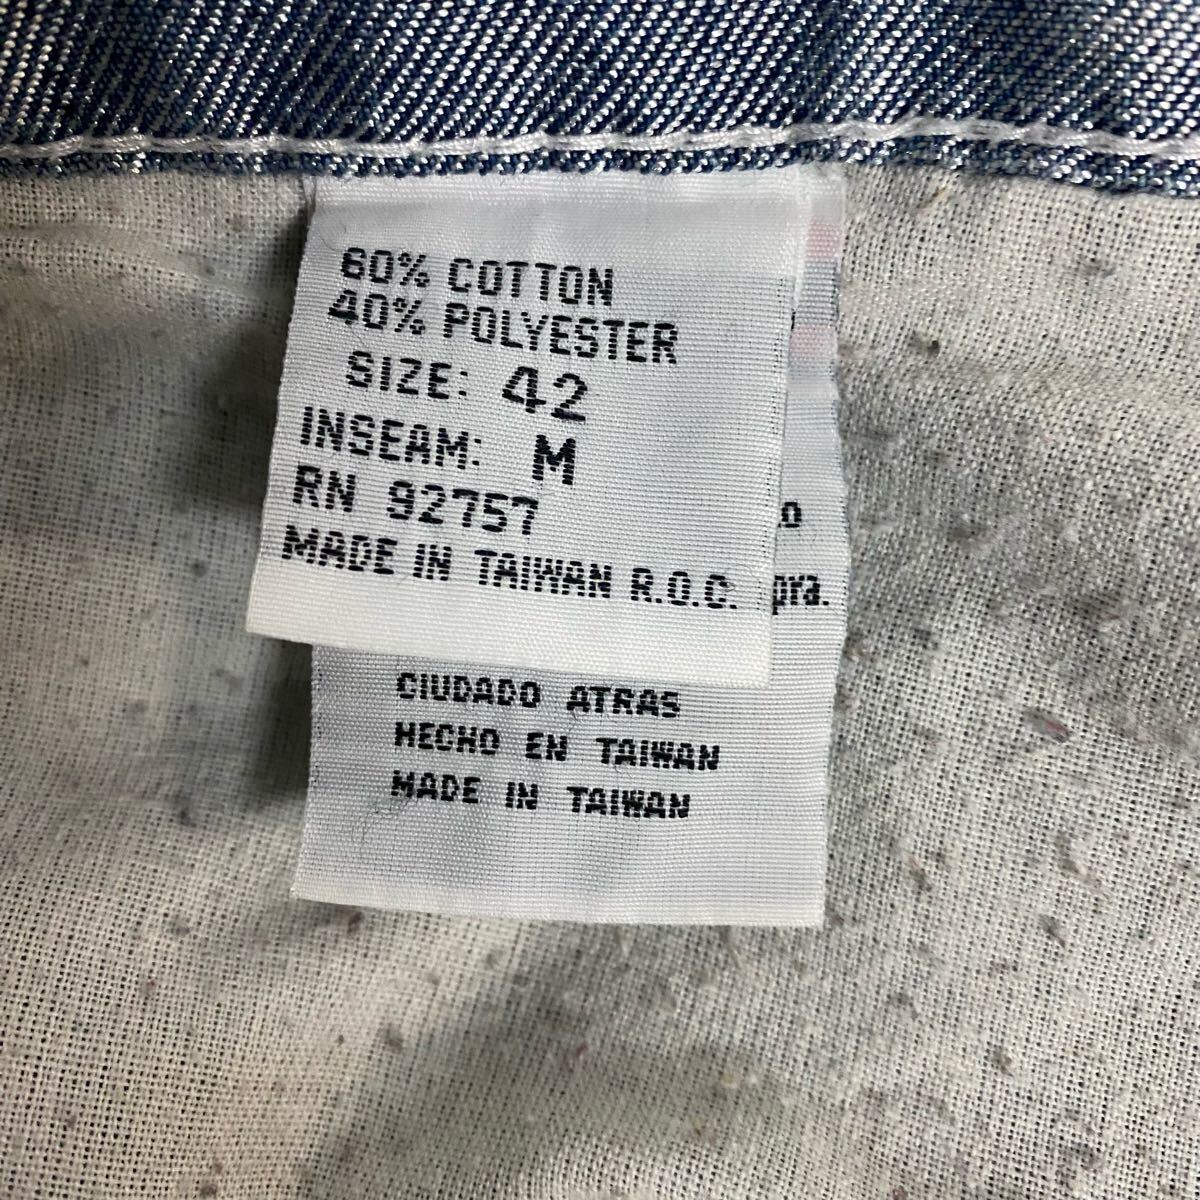 60% COTTON
40% POLYESTER
SIZE: 42
INSEAM: M
RN 92757
MADE IN TAIWAN R.O.C.
pra.
CIUDADO ATRAS
HECHO EN TAIWAN
MADE IN TAIWAN